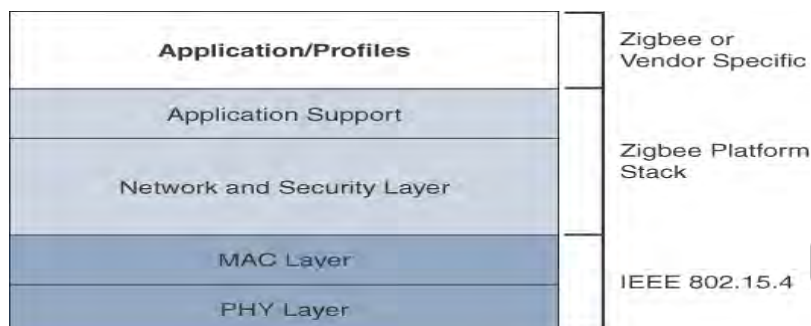 Application/Profiles
Zigbee or
Vendor Specific
Application Support
Network and Security Layer
Zigbee Platform
Stack
MAC Layer
PHY Layer
IEEE 802.15.4